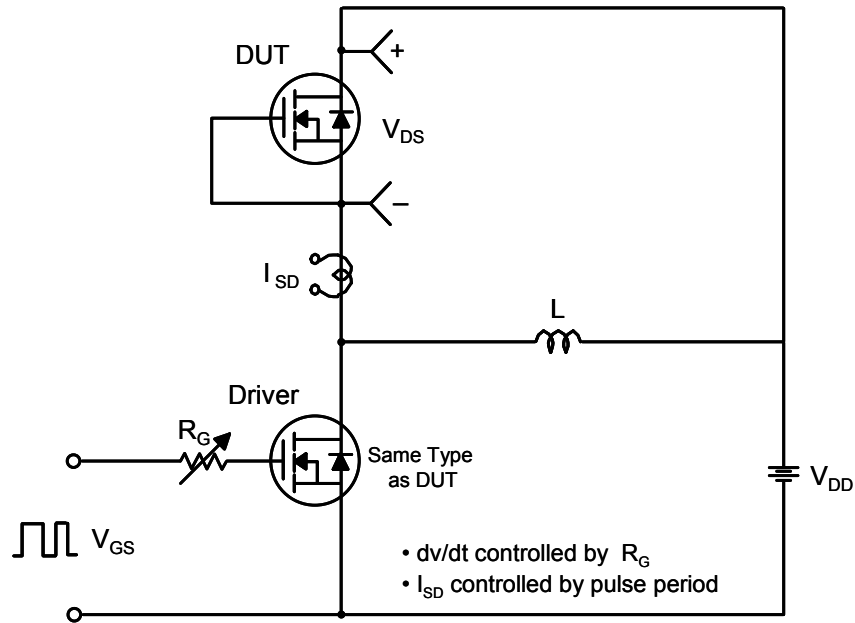 DUT
+
V_DS
–
I_SD
L
Driver
R_G
Same Type
as DUT
V_DD
V_GS
• dv/dt controlled by R_G
• I_SD controlled by pulse period